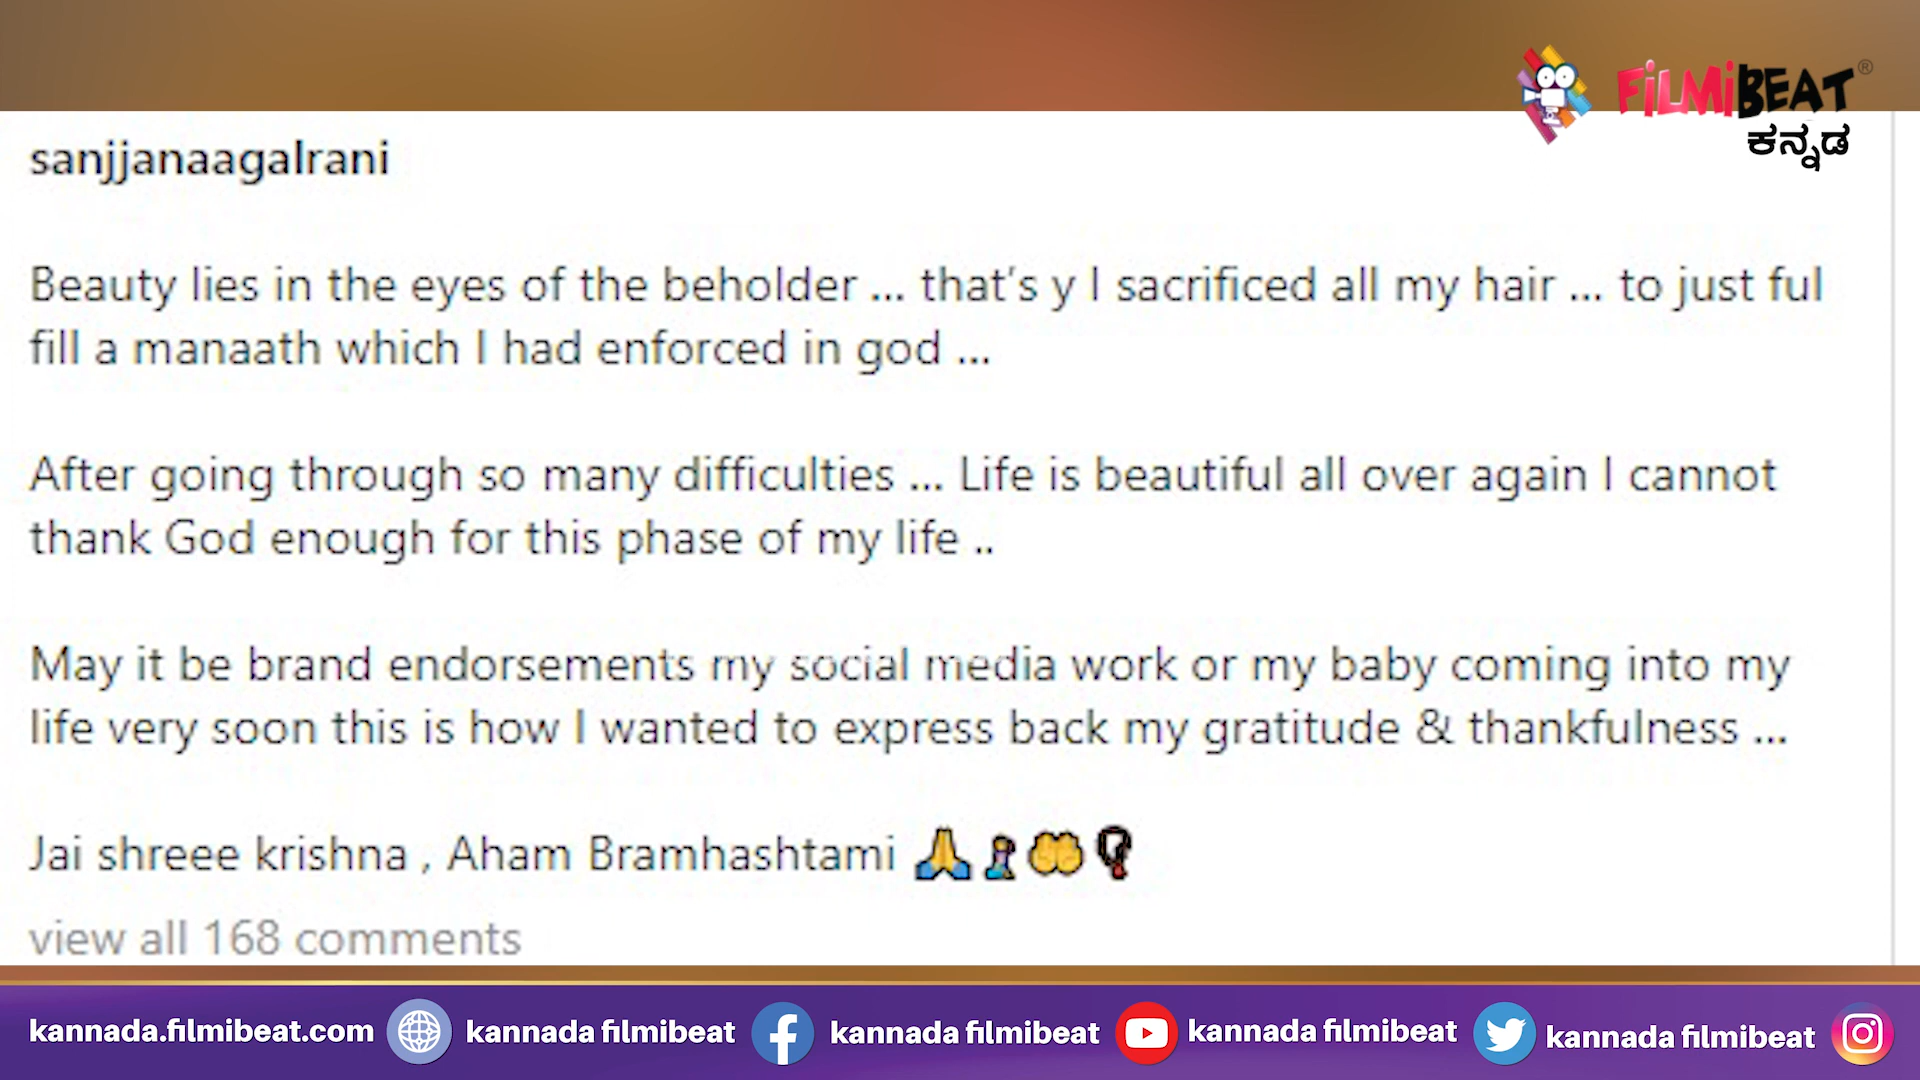 FiLMiBEAT®
ಕನ್ನಡ
sanjjanaagalrani
Beauty lies in the eyes of the beholder ... that's y I sacrificed all my hair ... to just ful
fill a manaath which I had enforced in god ...
After going through so many difficulties ... Life is beautiful all over again I cannot
thank God enough for this phase of my life ..
May it be brand endorsements my social media work or my baby coming into my
life very soon this is how I wanted to express back my gratitude & thankfulness ...
Jai shreee krishna , Aham Bramhashtami
view all 168 comments
kannada.filmibeat.com kannada filmibeat kannada filmibeat kannada filmibeat kannada filmibeat